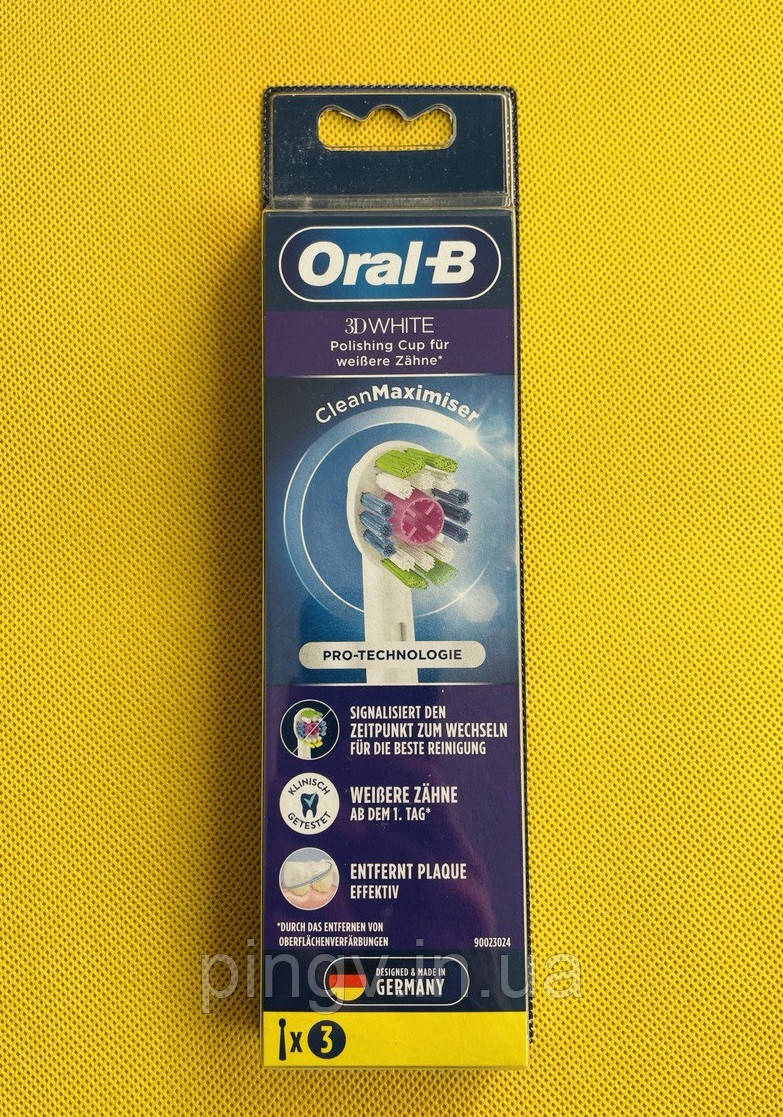 Oral-B
3DWHITE
Polishing Cup für
weißere Zähne*
CleanMaximiser
PRO-TECHNOLOGIE
SIGNALISIERT DEN
ZEITPUNKT ZUM WECHSELN
FÜR DIE BESTE REINIGUNG
KLINISCH
GETESTET
WEIẞERE ZÄHNE
AB DEM 1. TAG*
ENTFERNT PLAQUE
EFFEKTIV
*DURCH DAS ENTFERNEN VON
OBERFLÄCHENVERFÄRBUNGEN
90023024
DESIGNED & MADE IN
GERMANY
x 3
pingv.in.ua